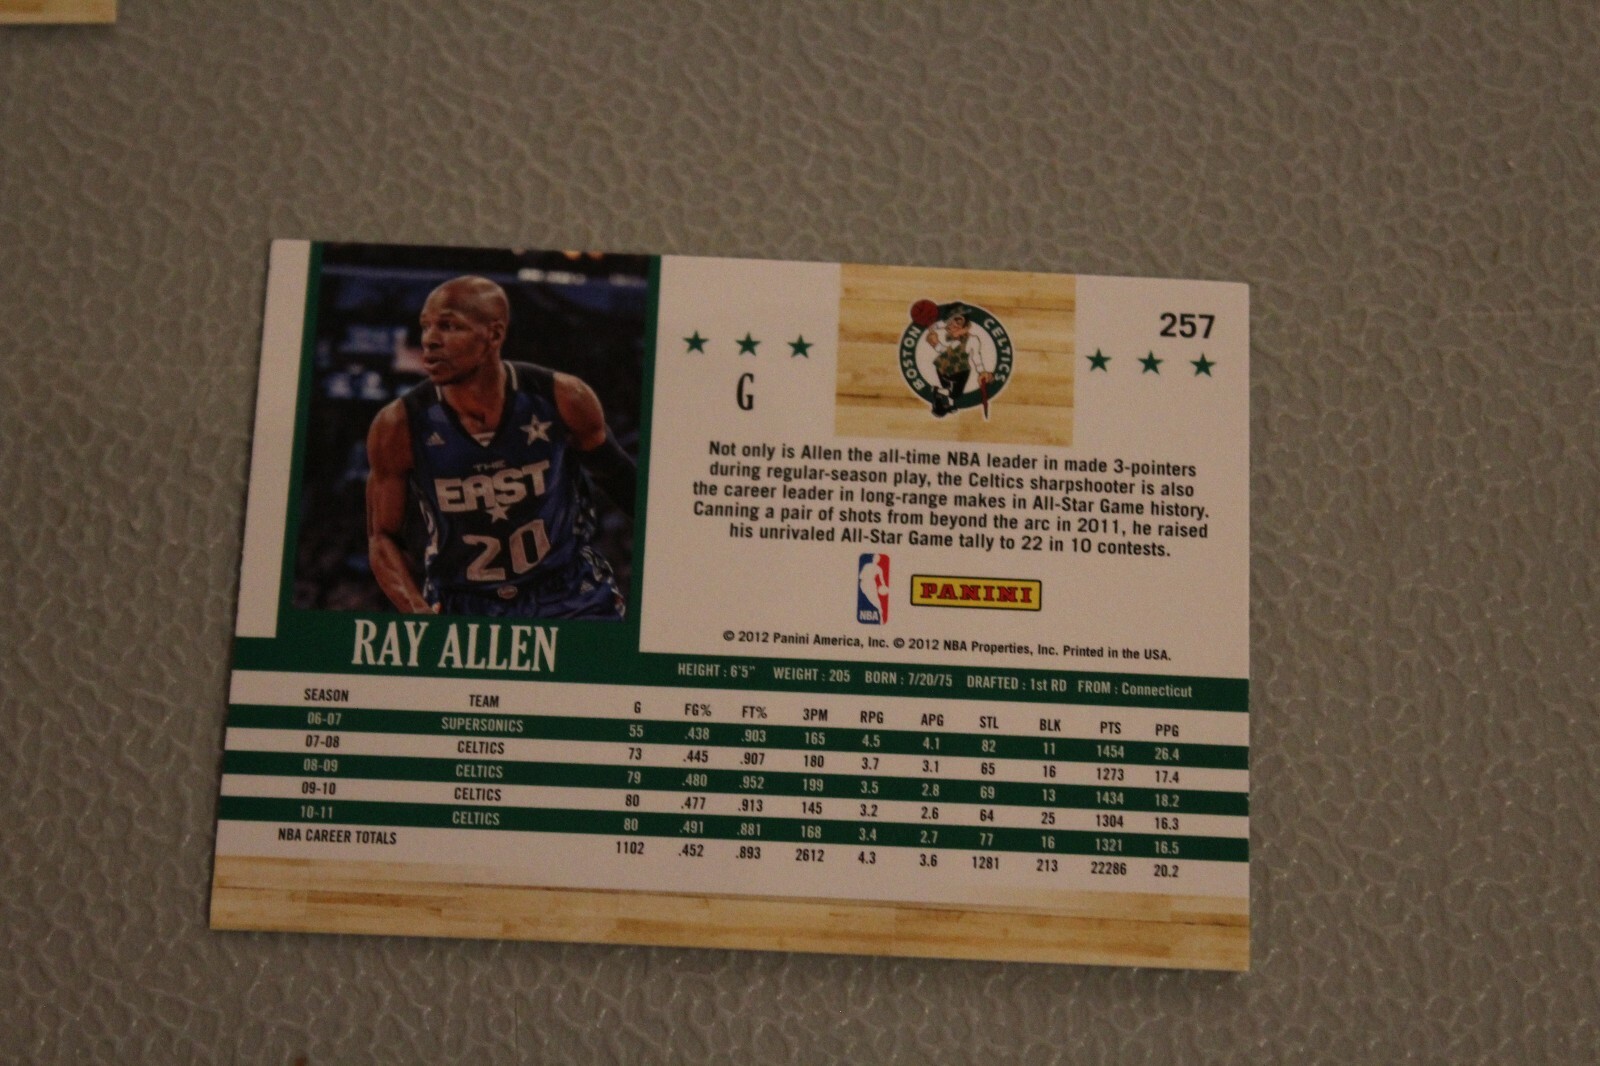 THE
EAST
20
RAY ALLEN
G
BOSTON CELTICS
257
Not only is Allen the all-time NBA leader in made 3-pointers
during regular-season play, the Celtics sharpshooter is also
the career leader in long-range makes in All-Star Game history.
Canning a pair of shots from beyond the arc in 2011, he raised
his unrivaled All-Star Game tally to 22 in 10 contests.
NBA PANINI
© 2012 Panini America, Inc. © 2012 NBA Properties, Inc. Printed in the USA.
HEIGHT : 6'5" WEIGHT : 205 BORN : 7/20/75 DRAFTED : 1st RD FROM : Connecticut
SEASON TEAM G FG% FT% 3PM RPG APG STL BLK PTS PPG
06-07 SUPERSONICS 55 .438 .903 165 4.5 4.1 82 11 1454 26.4
07-08 CELTICS 73 .445 .907 180 3.7 3.1 65 16 1273 17.4
08-09 CELTICS 79 .480 .952 199 3.5 2.8 69 13 1434 18.2
09-10 CELTICS 80 .477 .913 145 3.2 2.6 64 25 1304 16.3
10-11 CELTICS 80 .491 .881 168 3.4 2.7 77 16 1321 16.5
NBA CAREER TOTALS 1102 .452 .893 2612 4.3 3.6 1281 213 22286 20.2